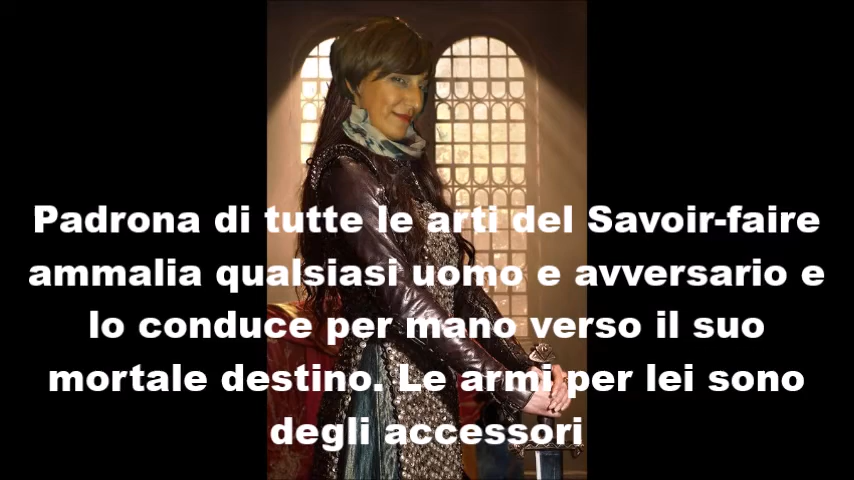 Padrona di tutte le arti del Savoir-faire
ammalia qualsiasi uomo e avversario e
lo conduce per mano verso il suo
mortale destino. Le armi per lei sono
degli accessori